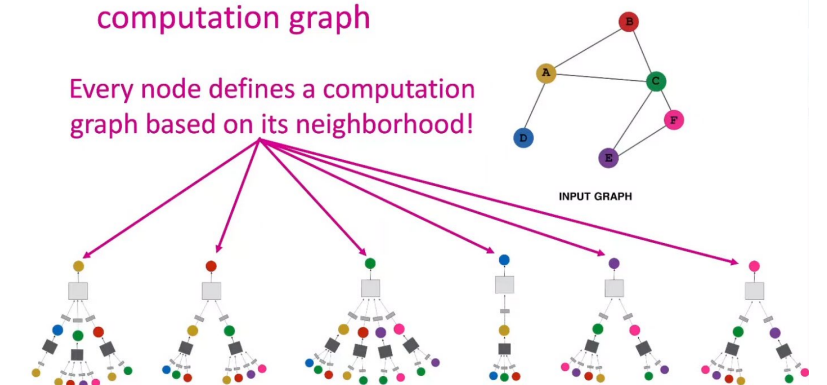 computation graph
Every node defines a computation
graph based on its neighborhood!
B
A
C
F
D
E
INPUT GRAPH